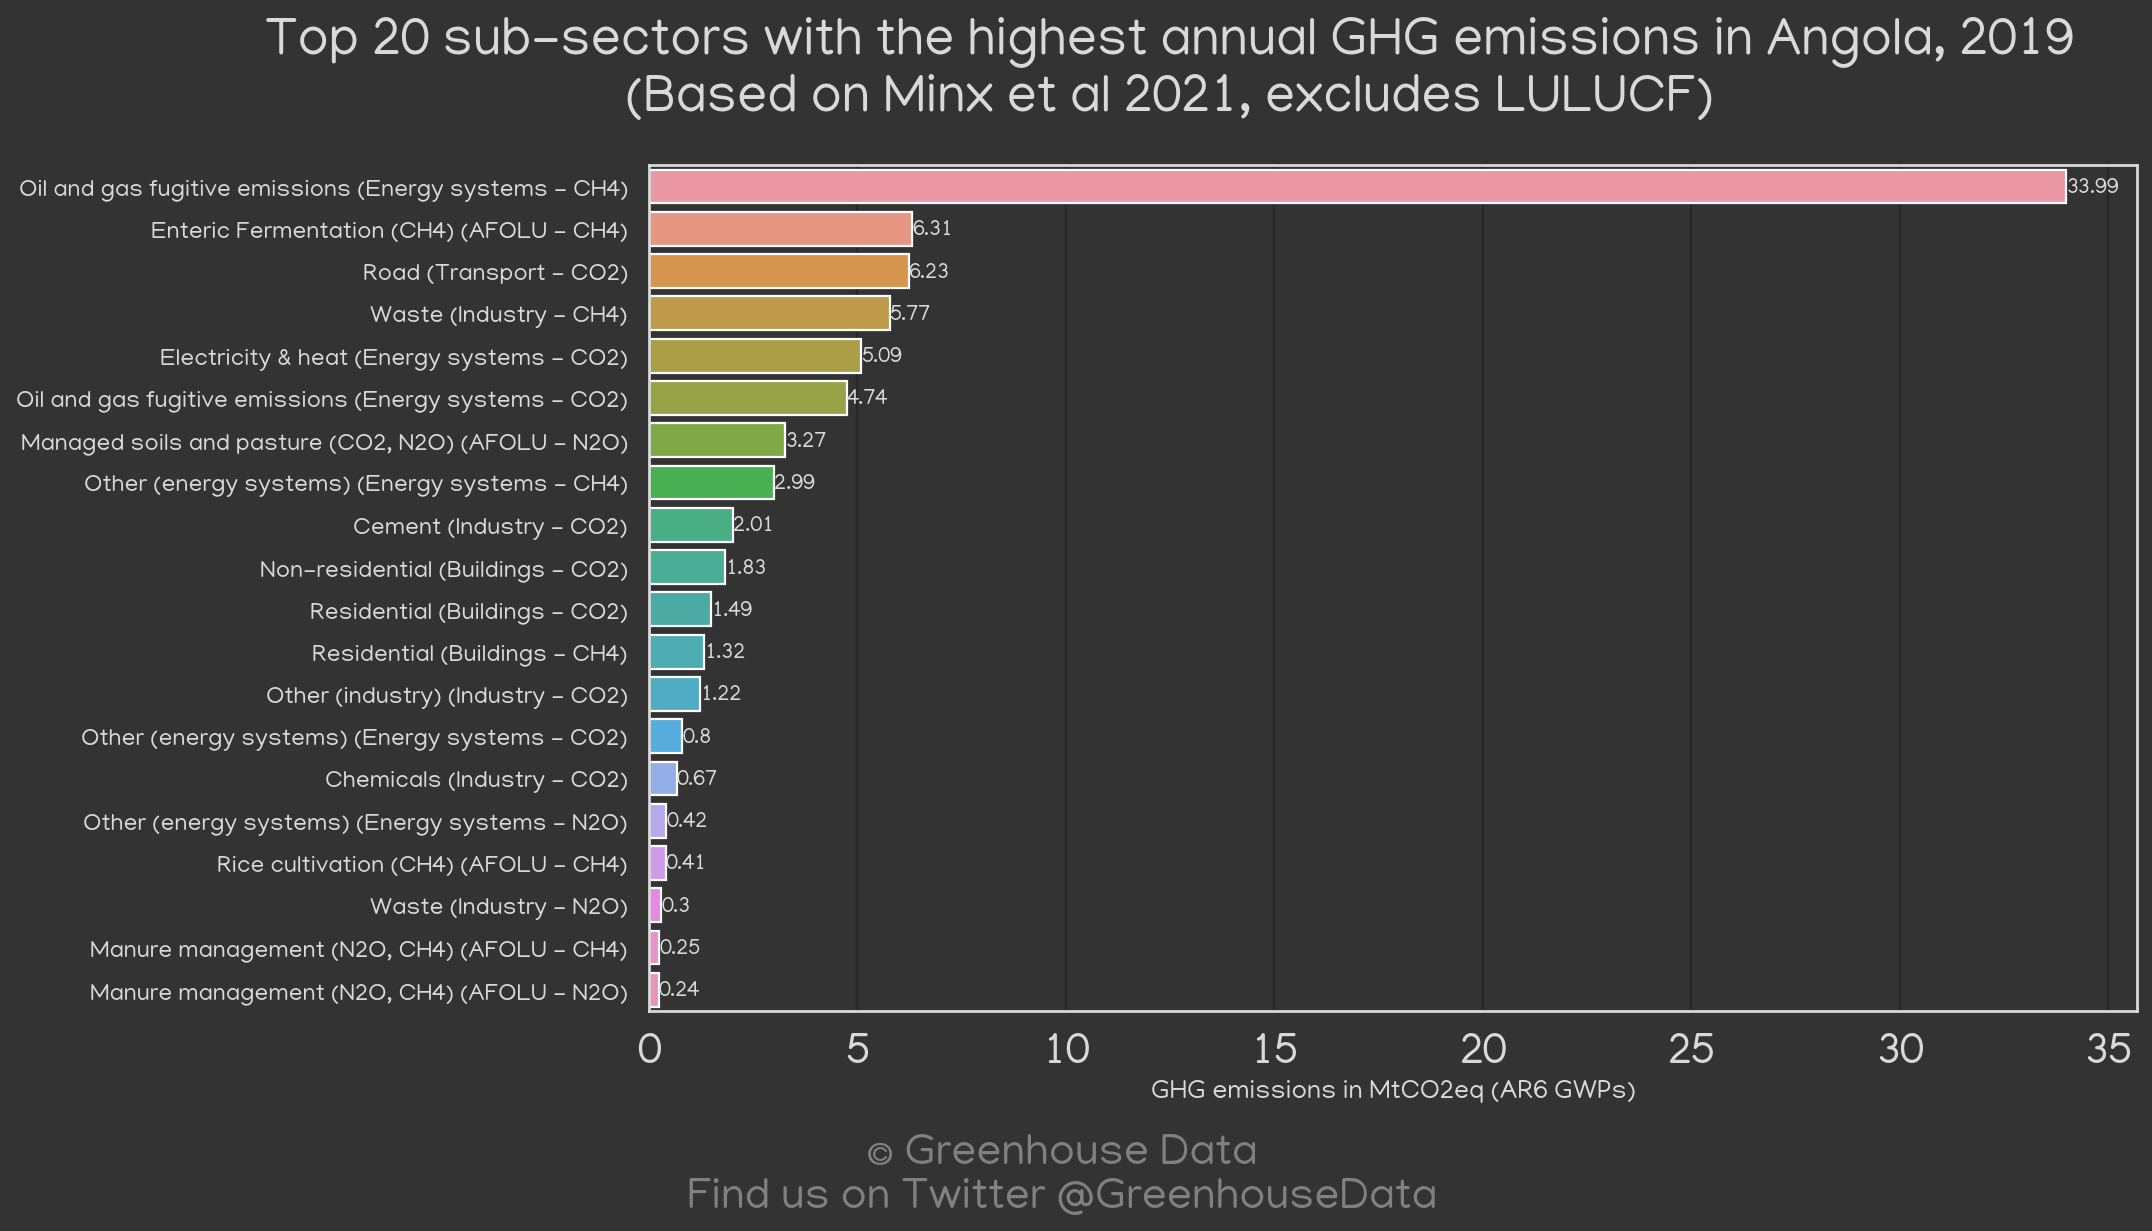 Top 20 sub-sectors with the highest annual GHG emissions in Angola, 2019
(Based on Minx et al 2021, excludes LULUCF)
Oil and gas fugitive emissions (Energy systems - CH4) 33.99
Enteric Fermentation (CH4) (AFOLU - CH4) 6.31
Road (Transport - CO2) 6.23
Waste (Industry - CH4) 5.77
Electricity & heat (Energy systems - CO2) 5.09
Oil and gas fugitive emissions (Energy systems - CO2) 4.74
Managed soils and pasture (CO2, N2O) (AFOLU - N2O) 3.27
Other (energy systems) (Energy systems - CH4) 2.99
Cement (Industry - CO2) 2.01
Non-residential (Buildings - CO2) 1.83
Residential (Buildings - CO2) 1.49
Residential (Buildings - CH4) 1.32
Other (industry) (Industry - CO2) 1.22
Other (energy systems) (Energy systems - CO2) 0.8
Chemicals (Industry - CO2) 0.67
Other (energy systems) (Energy systems - N2O) 0.42
Rice cultivation (CH4) (AFOLU - CH4) 0.41
Waste (Industry - N2O) 0.3
Manure management (N2O, CH4) (AFOLU - CH4) 0.25
Manure management (N2O, CH4) (AFOLU - N2O) 0.24
0 5 10 15 20 25 30 35
GHG emissions in MtCO2eq (AR6 GWPs)
© Greenhouse Data
Find us on Twitter @GreenhouseData